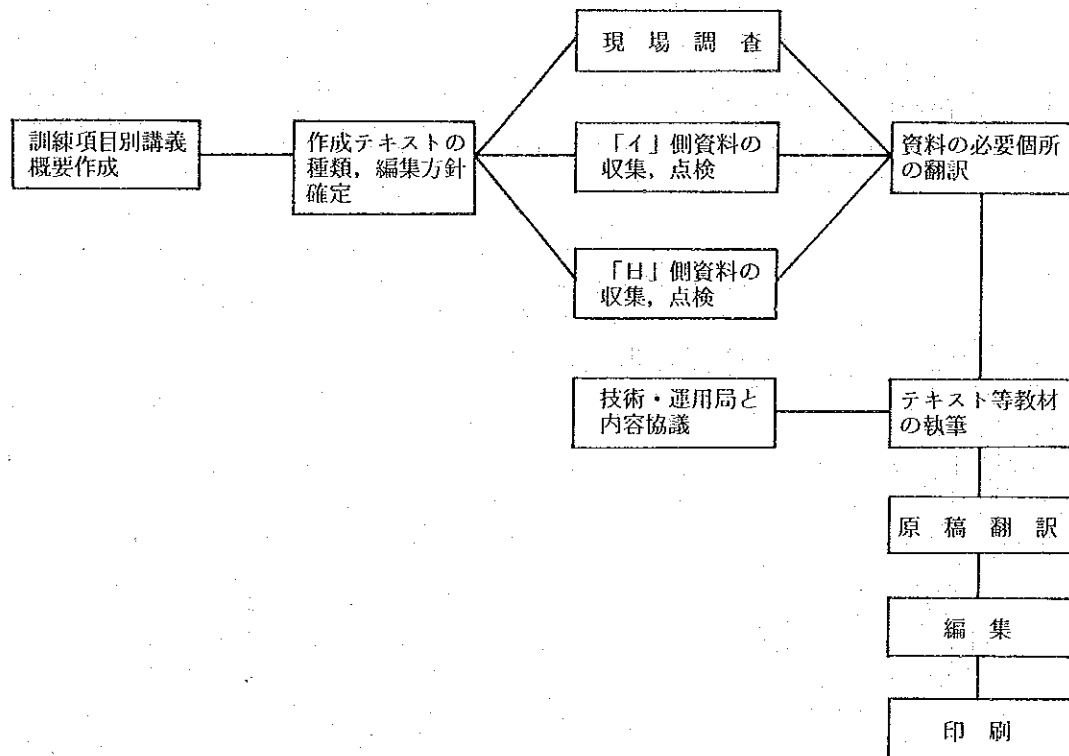 現場調査
訓練項目別講義
概要作成
作成テキストの
種類，編集方針
確定
「イ」側資料の
収集，点検
資料の必要個所
の翻訳
「日」側資料の
収集，点検
技術・運用局と
内容協議
テキスト等教材
の執筆
原稿翻訳
編集
印刷